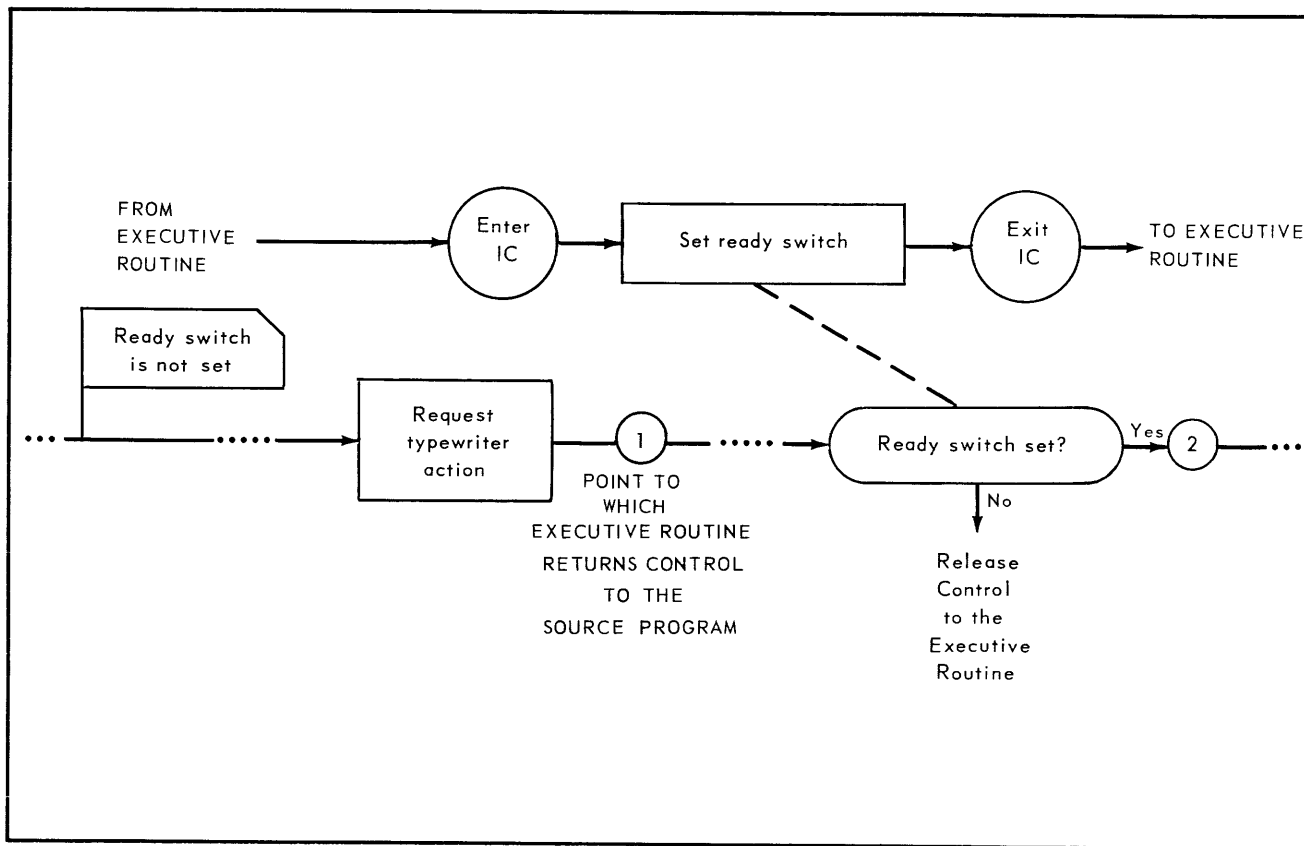 FROM
EXECUTIVE
ROUTINE
Enter
IC
Set ready switch
Exit
IC
TO EXECUTIVE
ROUTINE
Ready switch
is not set
Request
typewriter
action
1
POINT TO
WHICH
EXECUTIVE ROUTINE
RETURNS CONTROL
TO THE
SOURCE PROGRAM
Ready switch set?
Yes
2
No
Release
Control
to the
Executive
Routine